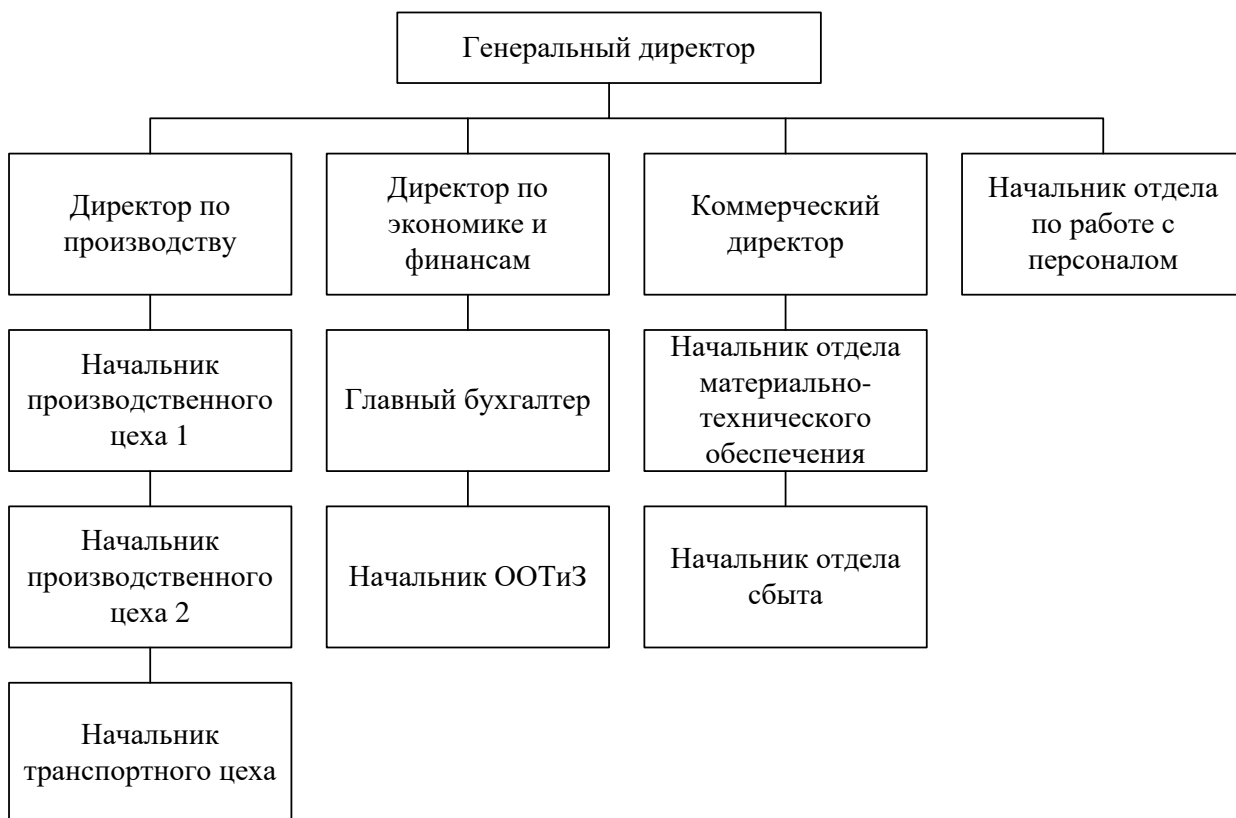 Генеральный директор
Директор по
производству
Директор по
экономике и
финансам
Коммерческий
директор
Начальник отдела
по работе с
персоналом
Начальник
производственного
цеха 1
Главный бухгалтер
Начальник отдела
материально-
технического
обеспечения
Начальник
производственного
цеха 2
Начальник ООТиЗ
Начальник отдела
сбыта
Начальник
транспортного цеха